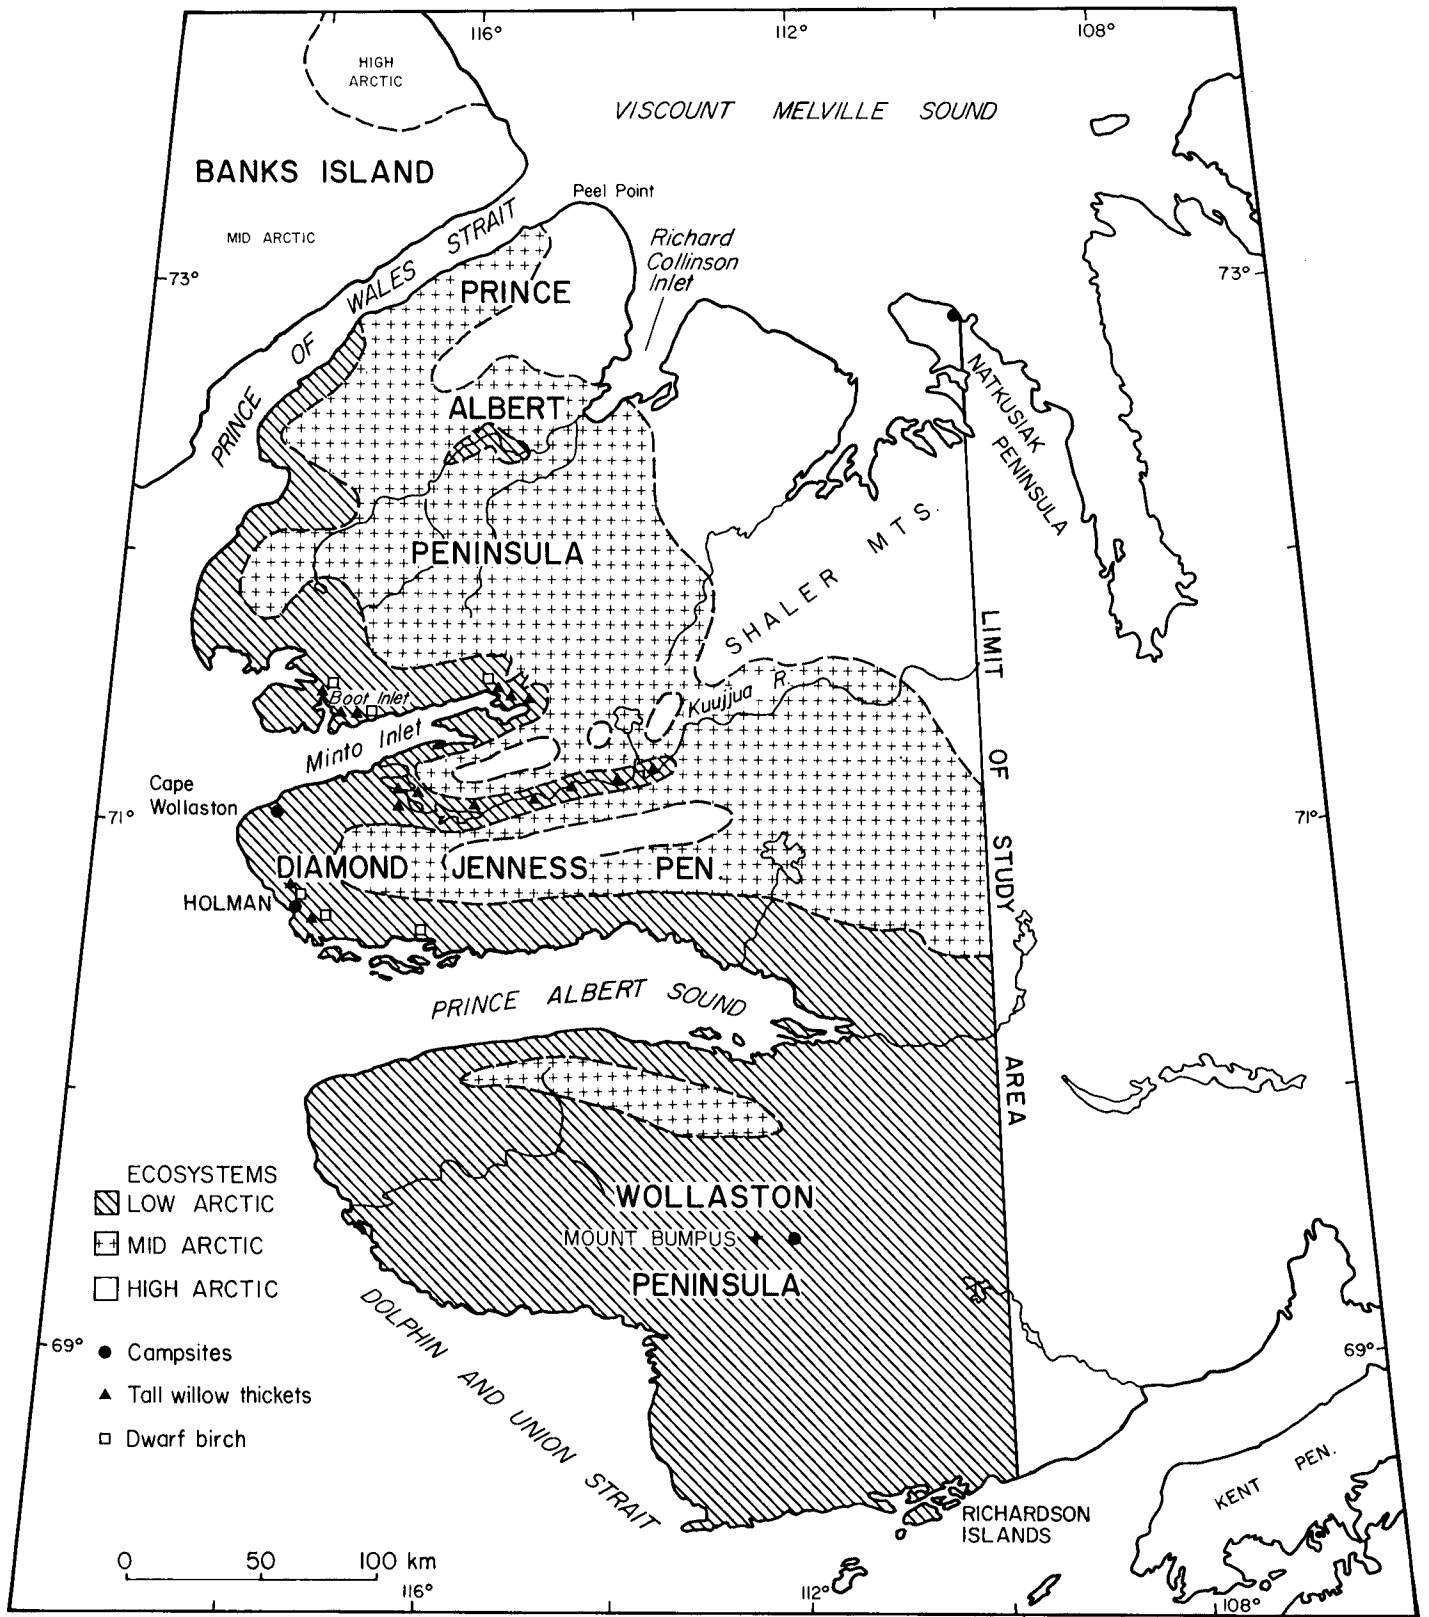 116°
112°
108°
HIGH
ARCTIC
VISCOUNT MELVILLE SOUND
BANKS ISLAND
Peel Point
MID ARCTIC
PRINCE OF WALES STRAIT
Richard
Collinson
Inlet
73°
73°
PRINCE
ALBERT
PENINSULA
NATKUSIAK
PENINSULA
SHALER MTS.
LIMIT OF STUDY AREA
Boot Inlet
Kuujjua R.
Minto Inlet
Cape
Wollaston
71°
71°
DIAMOND JENNESS PEN.
HOLMAN
PRINCE ALBERT SOUND
ECOSYSTEMS
LOW ARCTIC
MID ARCTIC
HIGH ARCTIC
WOLLASTON
MOUNT BUMPUS
PENINSULA
DOLPHIN AND UNION STRAIT
69°
69°
Campsites
Tall willow thickets
Dwarf birch
KENT PEN.
RICHARDSON
ISLANDS
0 50 100 km
116°
112°
108°